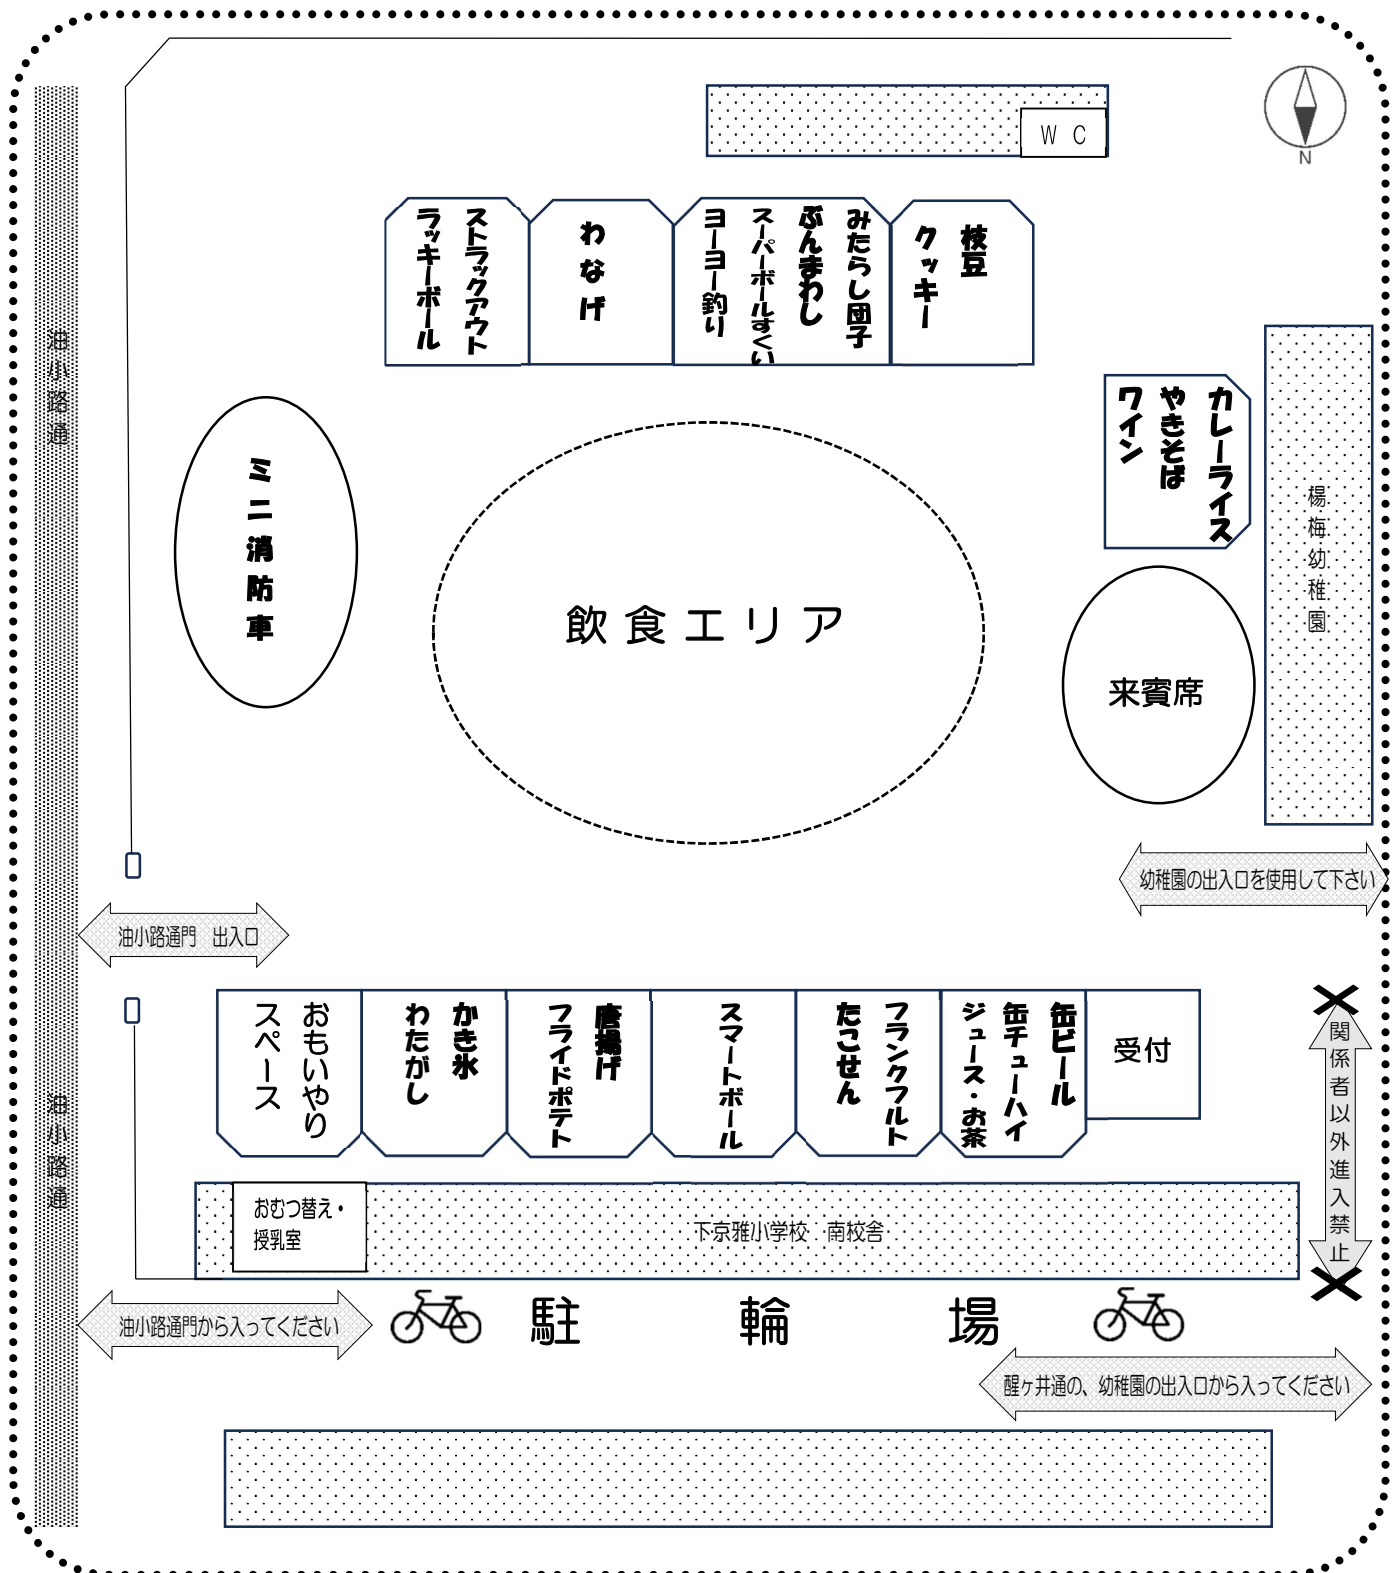 N
W C
ストラックアウト
ラッキーボール
わなげ
みたらし団子
ぶんまわし
スーパーボールすくい
ヨーヨー釣り
枝豆
クッキー
油小路通
ミニ消防車
飲食エリア
カレーライス
やきそば
ワイン
楊梅幼稚園
来賓席
幼稚園の出入口を使用して下さい
油小路通門 出入口
おもいやり
スペース
かき氷
わたがし
唐揚げ
フライドポテト
スマートボール
フランクフルト
たこせん
缶ビール
缶チューハイ
ジュース・お茶
受付
関係者以外進入禁止
油小路通
おむつ替え・
授乳室
下京雅小学校 南校舎
油小路通門から入ってください
駐輪場
醒ヶ井通の、幼稚園の出入口から入ってください